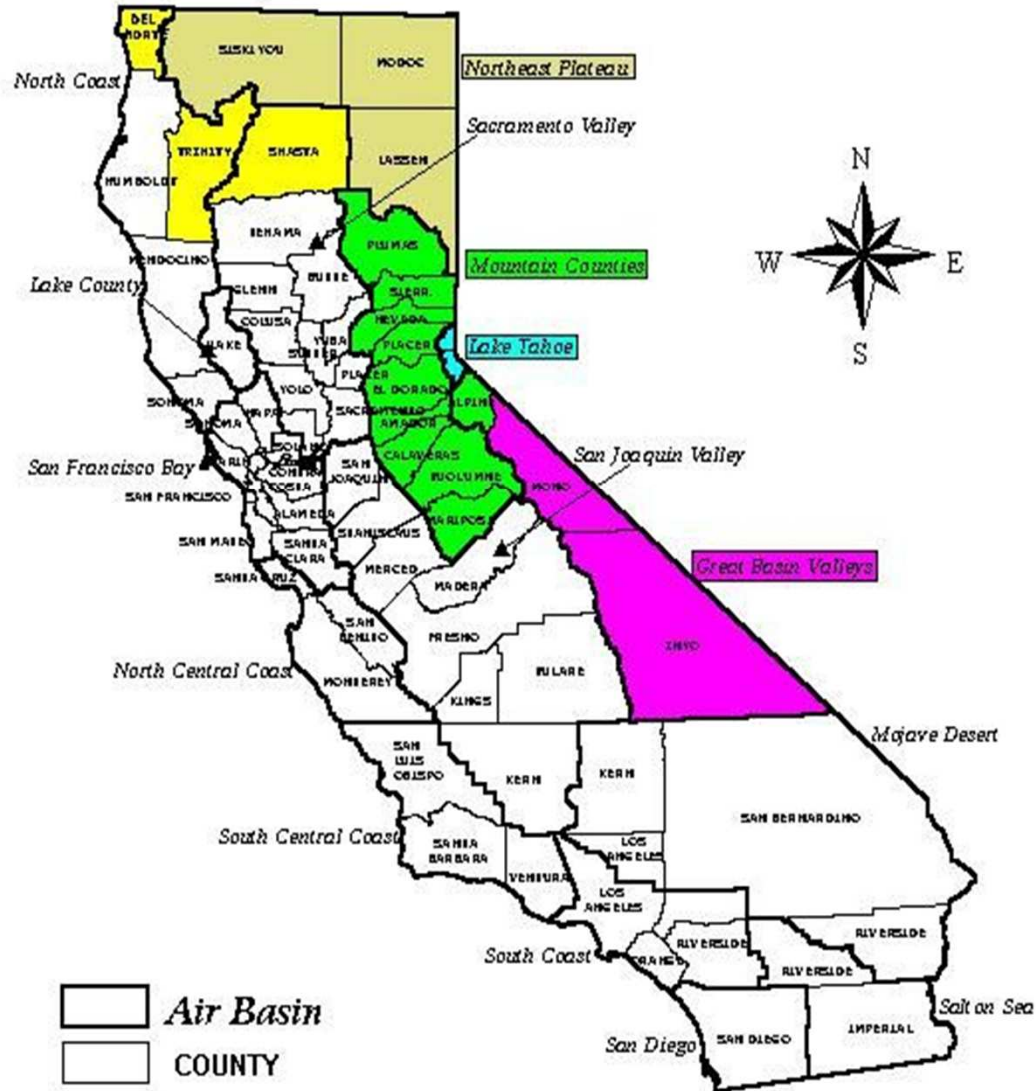 DEL
NORTE
SISKIYOU
MODOC
Northeast Plateau
North Coast
Sacramento Valley
TRINITY
SHASTA
LASSEN
N
HUMBOLDT
TEHAMA
PLUMAS
MENDOCINO
W
E
Mountain Counties
Lake County
GLENN
BUTTE
SIERR
COLUSA
NEVADA
S
LAKE
YUBA
SUTTER
PLACER
Lake Tahoe
PLACER
YOLO
EL DORADO
ALPINE
SONOMA
NAPA
SACRAMENTO
AMADOR
SONOMA
SOLANO
CALAVERAS
San Joaquin Valley
San Francisco Bay
MARIN
CONTRA
COSTA
SAN
JOAQUIN
TUOLUMNE
MONO
SAN FRANCISCO
ALAMEDA
MARIPOSA
STANISLAUS
SAN MATEO
SANTA
CLARA
MERCED
Great Basin Valleys
SANTA CRUZ
MADERA
SAN
BENITO
FRESNO
INYO
North Central Coast
MONTEREY
TULARE
KINGS
Mojave Desert
SAN
LUIS
OBISPO
KERN
KERN
SAN BERNARDINO
South Central Coast
SANTA
BARBARA
LOS
ANGELES
VENTURA
LOS
ANGELES
RIVERSIDE
RIVERSIDE
South Coast
ORANGE
RIVERSIDE
Air Basin
Salton Sea
San Diego
SAN DIEGO
IMPERIAL
COUNTY